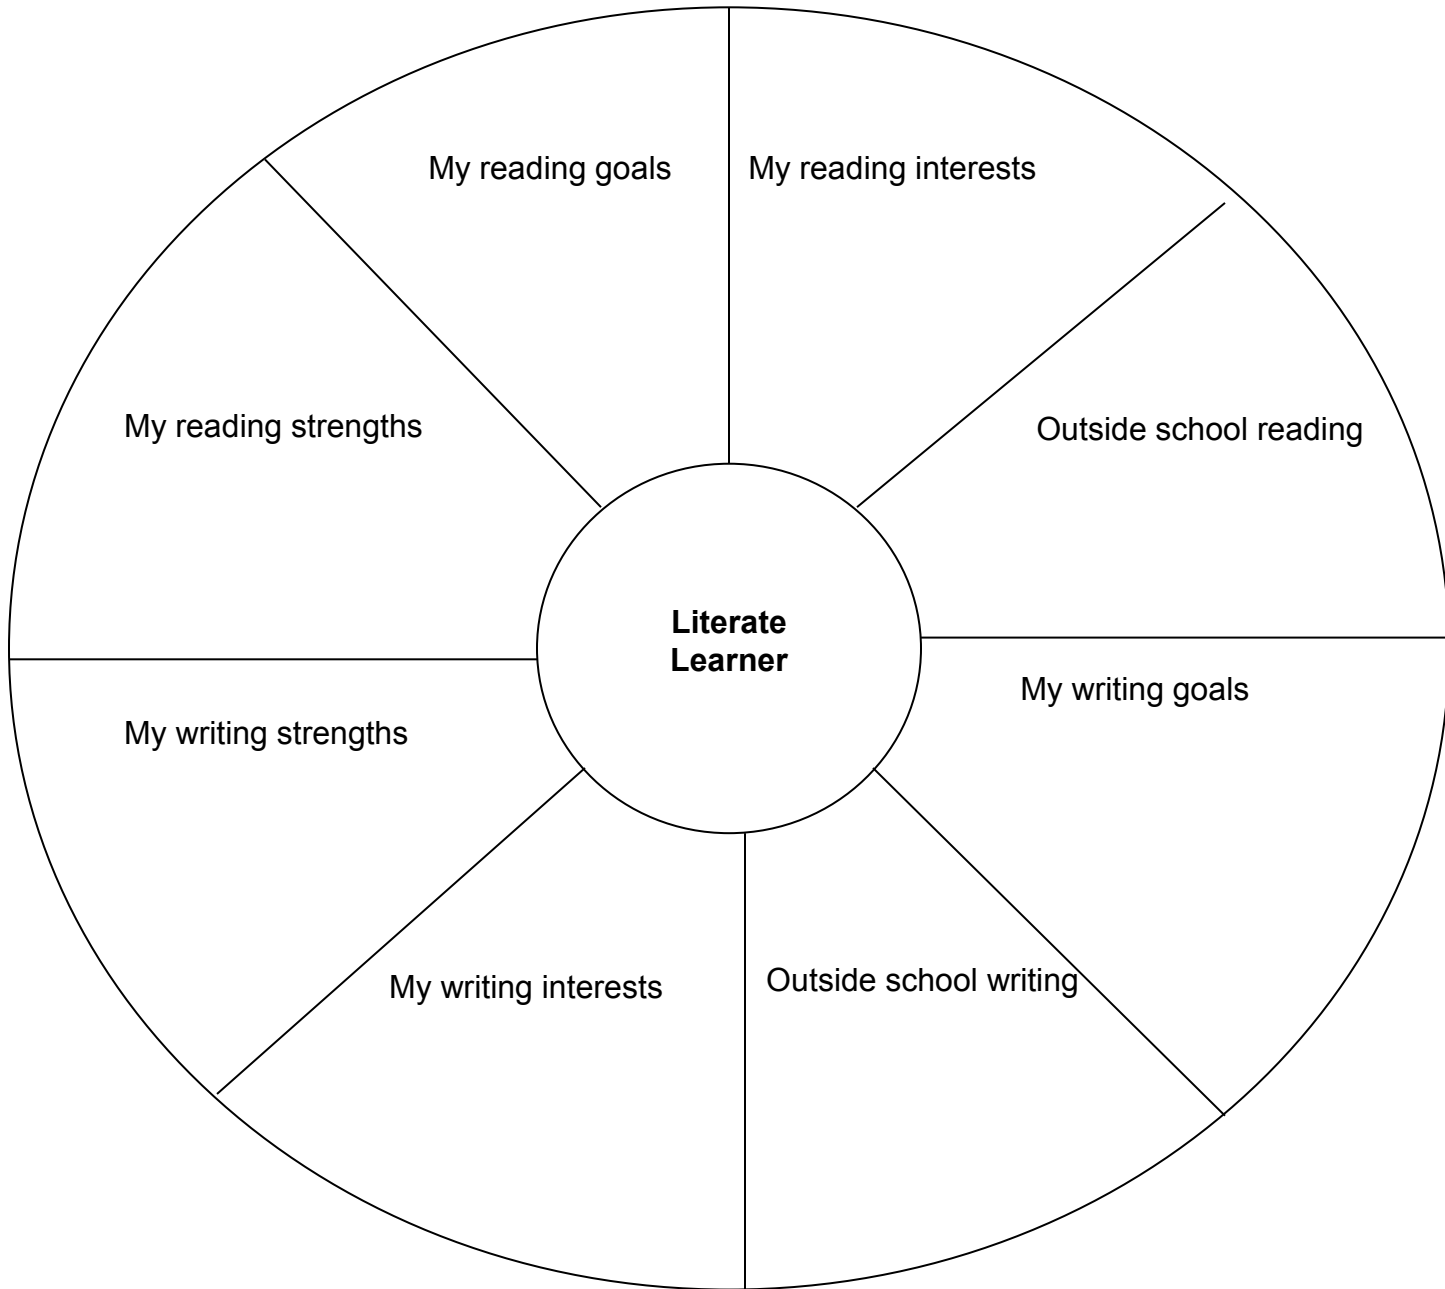 My reading goals
My reading interests
My reading strengths
Outside school reading
Literate
Learner
My writing goals
My writing strengths
My writing interests
Outside school writing